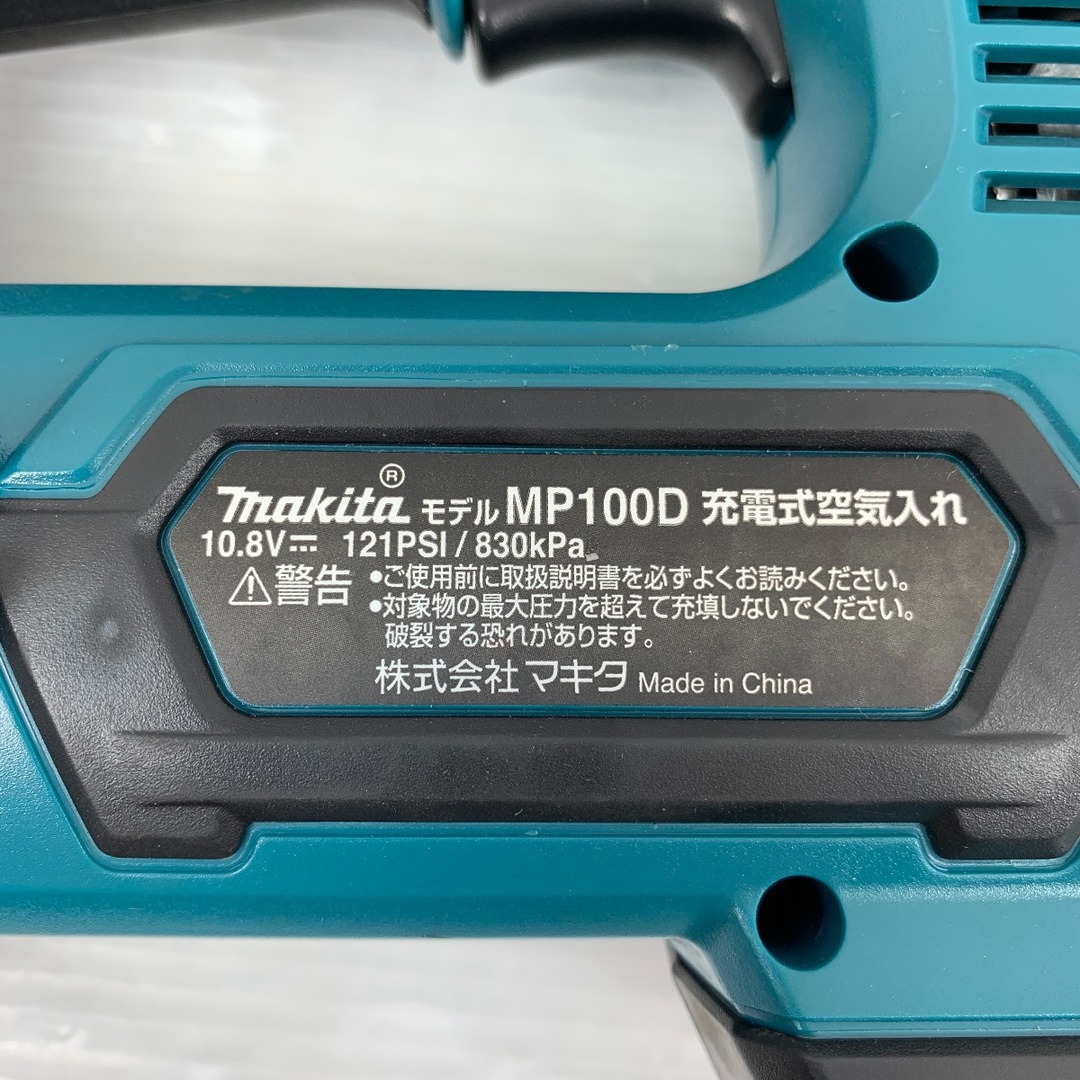 makita® モデル MP100D 充電式空気入れ
10.8V⎓ 121PSI / 830kPa
⚠警告 •ご使用前に取扱説明書を必ずよくお読みください。
•対象物の最大圧力を超えて充填しないでください。
破裂する恐れがあります。
株式会社 マキタ Made in China